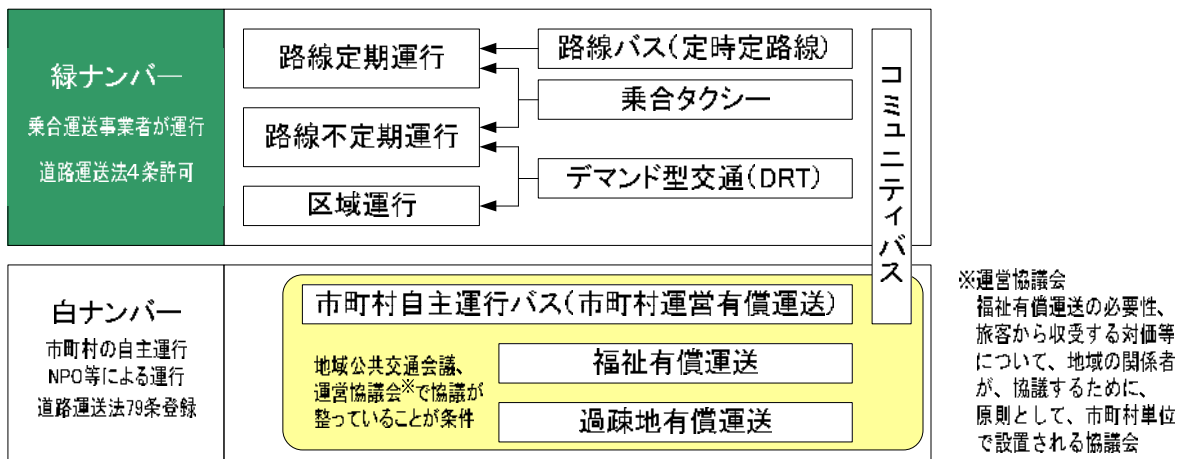 緑ナンバー
乗合運送事業者が運行
道路運送法4条許可
路線定期運行
路線不定期運行
区域運行
路線バス(定時定路線)
乗合タクシー
デマンド型交通(DRT)
コミュニティバス
白ナンバー
市町村の自主運行
NPO等による運行
道路運送法79条登録
市町村自主運行バス(市町村運営有償運送)
地域公共交通会議、
運営協議会※で協議が
整っていることが条件
福祉有償運送
過疎地有償運送
※運営協議会
福祉有償運送の必要性、
旅客から収受する対価等
について、地域の関係者
が、協議するために、
原則として、市町村単位
で設置される協議会